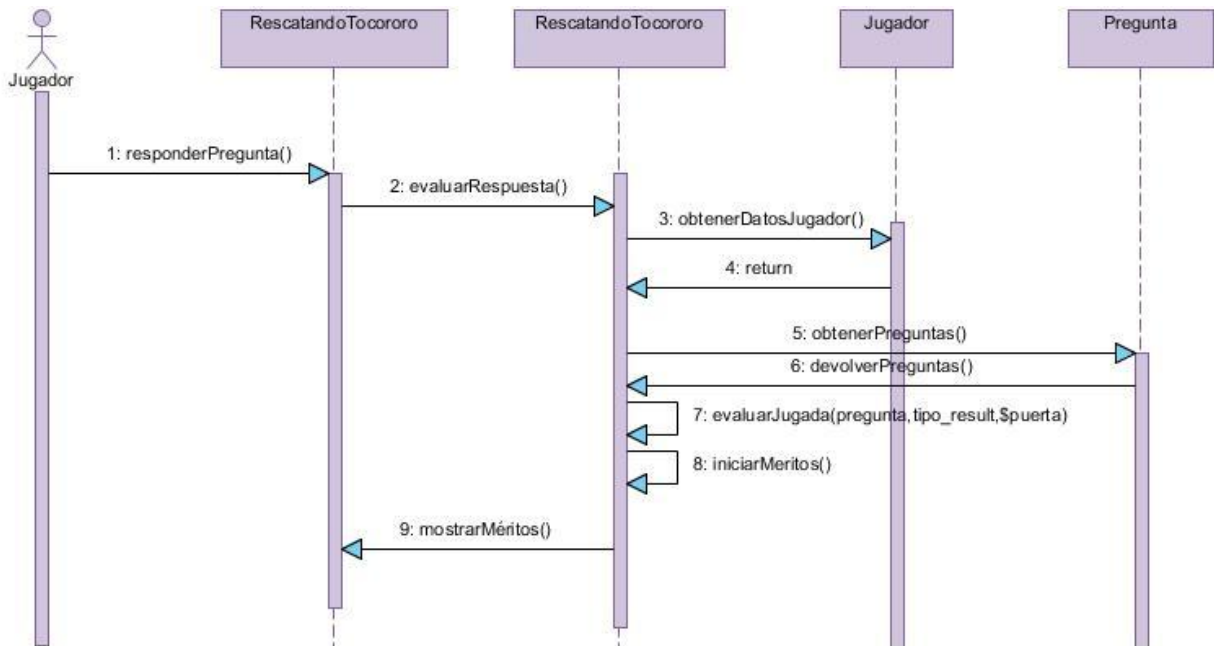 RescatandoTocororo
RescatandoTocororo
Jugador
Pregunta
Jugador
1: responderPregunta()
2: evaluarRespuesta()
3: obtenerDatosJugador()
4: return
5: obtenerPreguntas()
6: devolverPreguntas()
7: evaluarJugada(pregunta,tipo_result,$puerta)
8: iniciarMeritos()
9: mostrarMéritos()